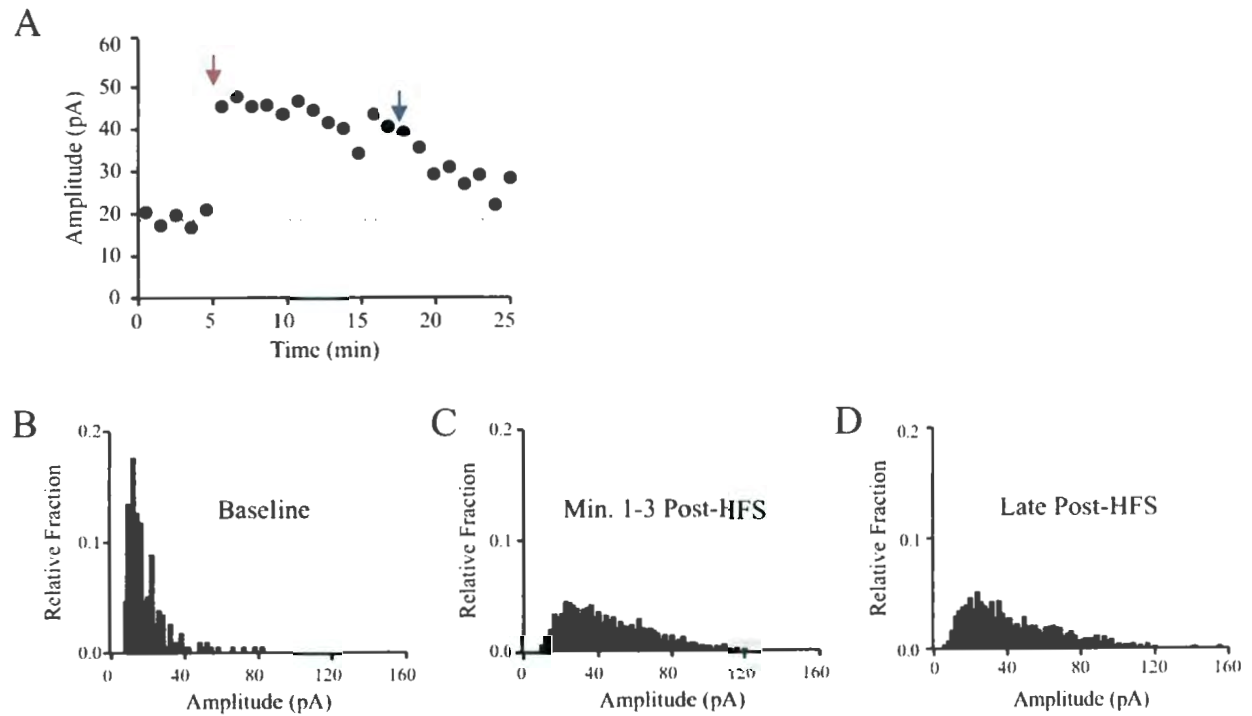 A
60
50
40
30
20
10
0
Amplitude (pA)
0 5 10 15 20 25
Time (min)
B
0.2
0.1
0.0
Relative Fraction
Baseline
0 40 80 120 160
Amplitude (pA)
C
0.2
0.1
0.0
Relative Fraction
Min. 1-3 Post-HFS
0 40 80 120 160
Amplitude (pA)
D
0.2
0.1
0.0
Relative Fraction
Late Post-HFS
0 40 80 120 160
Amplitude (pA)